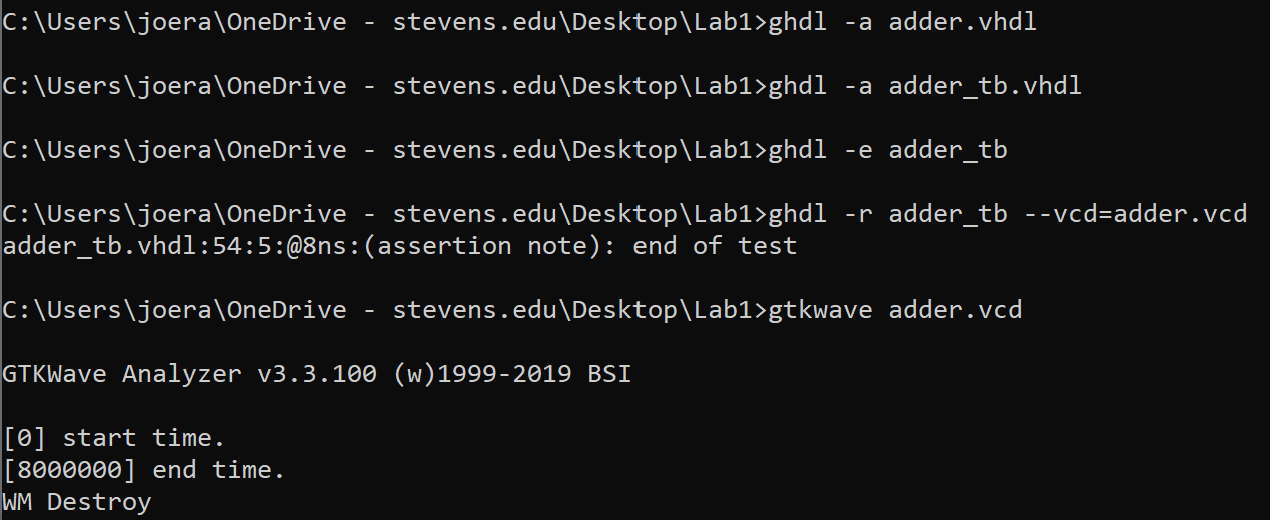 C:\Users\joera\OneDrive - stevens.edu\Desktop\Lab1>ghdl -a adder.vhdl
C:\Users\joera\OneDrive - stevens.edu\Desktop\Lab1>ghdl -a adder_tb.vhdl
C:\Users\joera\OneDrive - stevens.edu\Desktop\Lab1>ghdl -e adder_tb
C:\Users\joera\OneDrive - stevens.edu\Desktop\Lab1>ghdl -r adder_tb --vcd=adder.vcd
adder_tb.vhdl:54:5:@8ns:(assertion note): end of test
C:\Users\joera\OneDrive - stevens.edu\Desktop\Lab1>gtkwave adder.vcd
GTKWave Analyzer v3.3.100 (w)1999-2019 BSI
[0] start time.
[8000000] end time.
WM Destroy